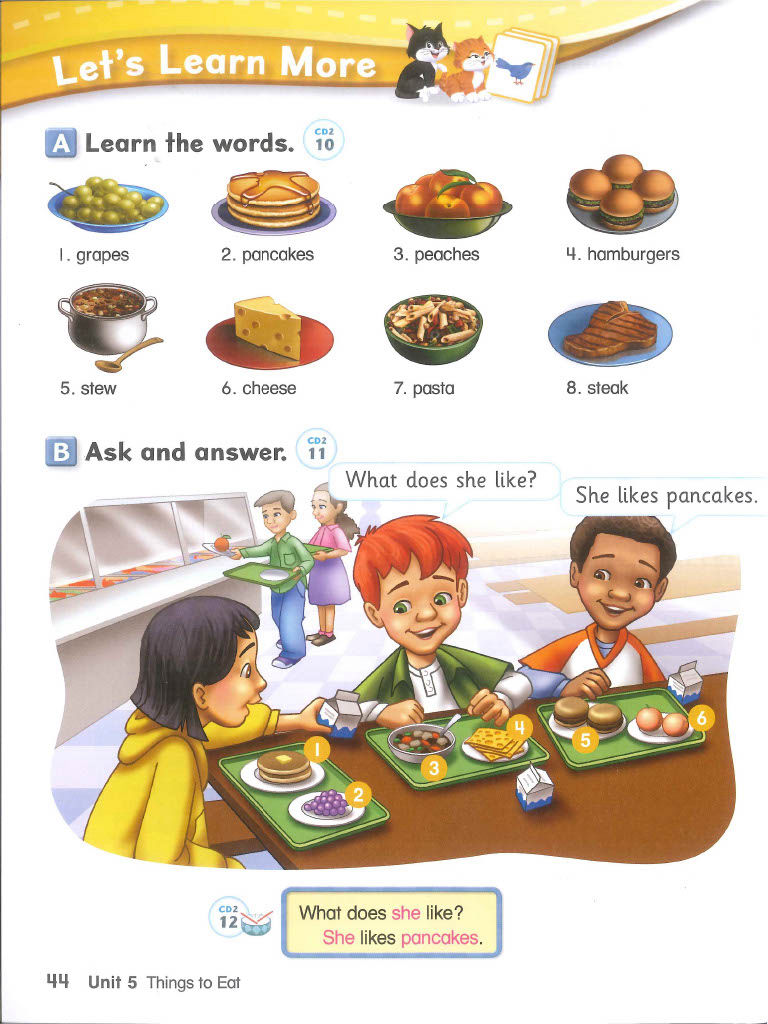 Let's Learn More
A Learn the words. CD2 10
1. grapes
2. pancakes
3. peaches
4. hamburgers
5. stew
6. cheese
7. pasta
8. steak
B Ask and answer. CD2 11
What does she like?
She likes pancakes.
1
2
3
4
5
6
CD2 12
What does she like?
She likes pancakes.
44 Unit 5 Things to Eat